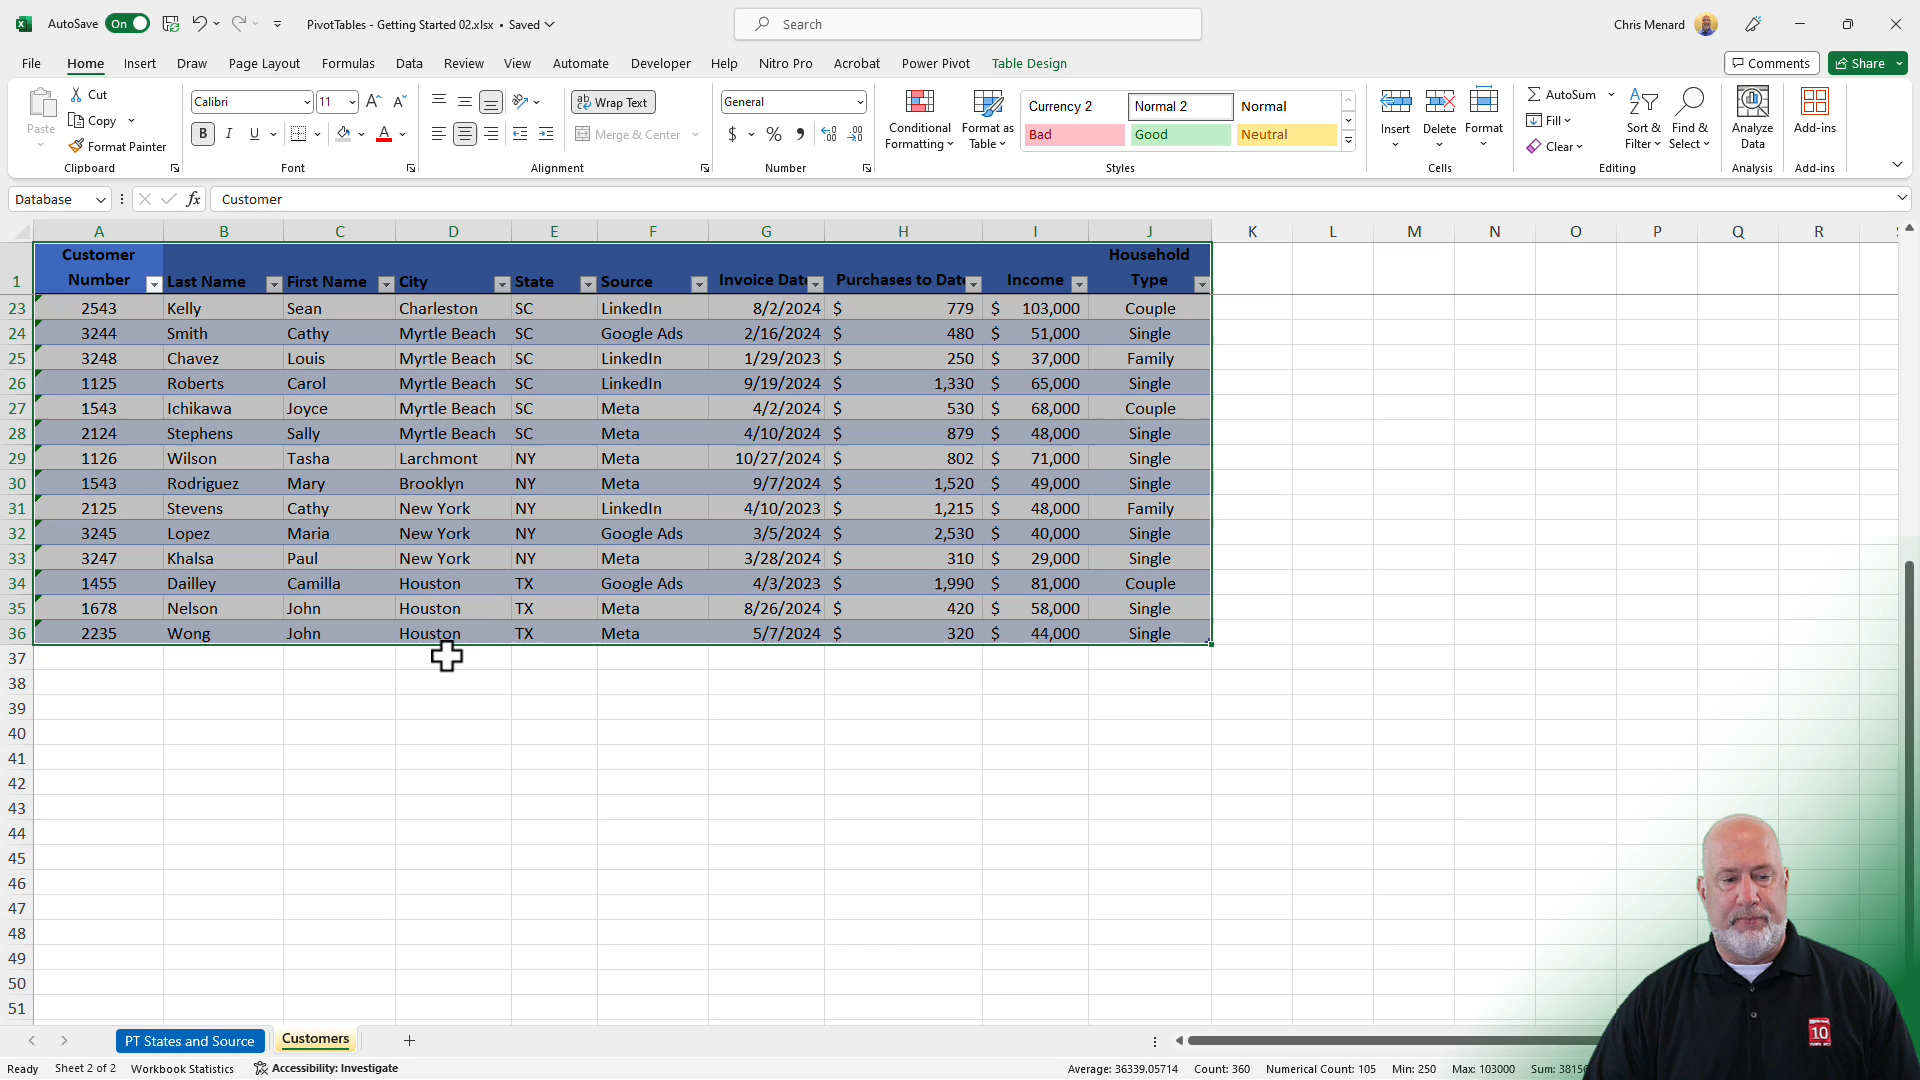 AutoSave On PivotTables - Getting Started 02.xlsx • Saved Search Chris Menard
File Home Insert Draw Page Layout Formulas Data Review View Automate Developer Help Nitro Pro Acrobat Power Pivot Table Design Comments Share
Paste Cut Copy Format Painter Clipboard
Calibri 11 B I U A Font
Wrap Text Merge & Center Alignment
General $ % , Number
Conditional Formatting Format as Table Currency 2 Normal 2 Normal Bad Good Neutral Styles
Insert Delete Format Cells
AutoSum Fill Clear Sort & Filter Find & Select Editing
Analyze Data Analysis
Add-ins Add-ins
Database fx Customer
A B C D E F G H I J K L M N O P Q R
1 Customer Number Last Name First Name City State Source Invoice Date Purchases to Date Income Household Type
23 2543 Kelly Sean Charleston SC LinkedIn 8/2/2024 $ 779 $ 103,000 Couple
24 3244 Smith Cathy Myrtle Beach SC Google Ads 2/16/2024 $ 480 $ 51,000 Single
25 3248 Chavez Louis Myrtle Beach SC LinkedIn 1/29/2023 $ 250 $ 37,000 Family
26 1125 Roberts Carol Myrtle Beach SC LinkedIn 9/19/2024 $ 1,330 $ 65,000 Single
27 1543 Ichikawa Joyce Myrtle Beach SC Meta 4/2/2024 $ 530 $ 68,000 Couple
28 2124 Stephens Sally Myrtle Beach SC Meta 4/10/2024 $ 879 $ 48,000 Single
29 1126 Wilson Tasha Larchmont NY Meta 10/27/2024 $ 802 $ 71,000 Single
30 1543 Rodriguez Mary Brooklyn NY Meta 9/7/2024 $ 1,520 $ 49,000 Single
31 2125 Stevens Cathy New York NY LinkedIn 4/10/2023 $ 1,215 $ 48,000 Family
32 3245 Lopez Maria New York NY Google Ads 3/5/2024 $ 2,530 $ 40,000 Single
33 3247 Khalsa Paul New York NY Meta 3/28/2024 $ 310 $ 29,000 Single
34 1455 Dailley Camilla Houston TX Google Ads 4/3/2023 $ 1,990 $ 81,000 Couple
35 1678 Nelson John Houston TX Meta 8/26/2024 $ 420 $ 58,000 Single
36 2235 Wong John Houston TX Meta 5/7/2024 $ 320 $ 44,000 Single
37
38
39
40
41
42
43
44
45
46
47
48
49
50
51
10
PT States and Source Customers
Ready Sheet 2 of 2 Workbook Statistics Accessibility: Investigate Average: 36339.05714 Count: 360 Numerical Count: 105 Min: 250 Max: 103000 Sum: